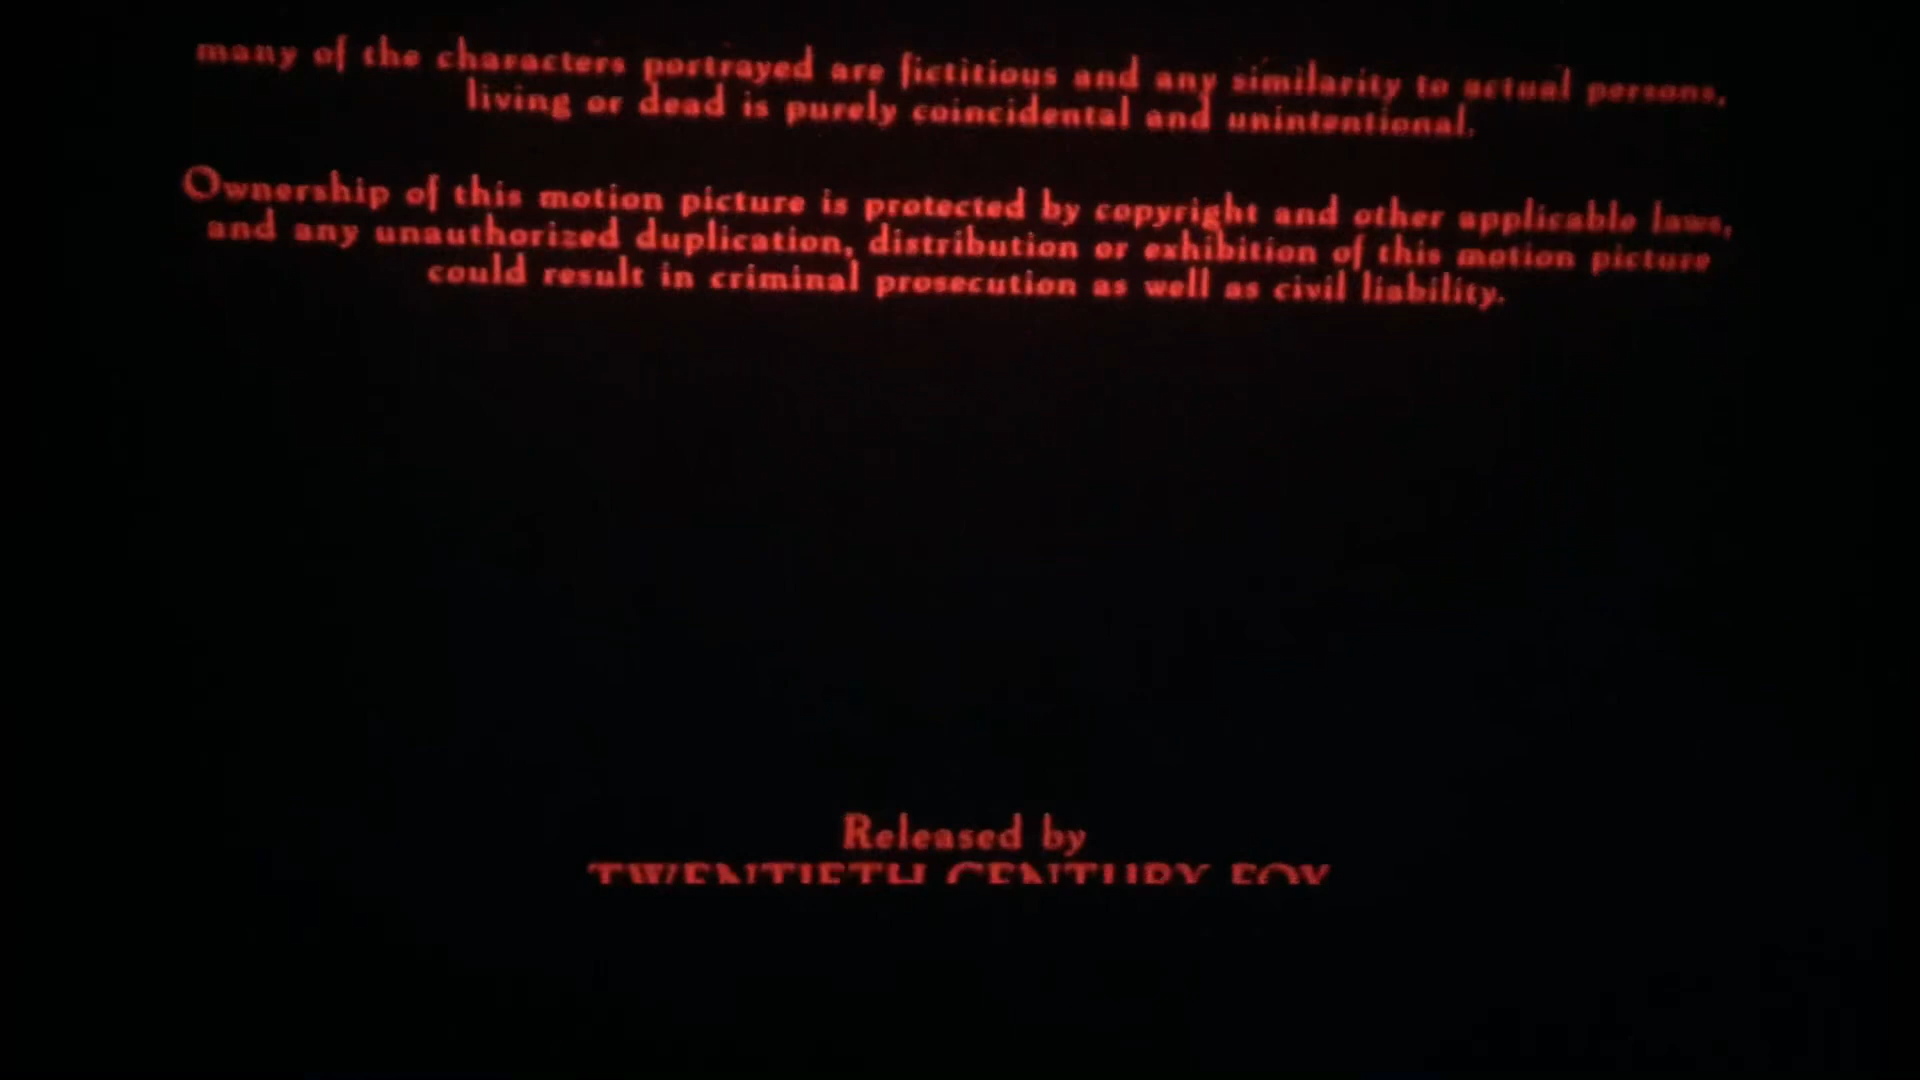 many of the characters portrayed are fictitious and any similarity to actual persons,
living or dead is purely coincidental and unintentional.
Ownership of this motion picture is protected by copyright and other applicable laws,
and any unauthorized duplication, distribution or exhibition of this motion picture
could result in criminal prosecution as well as civil liability.
Released by
TWENTIETH CENTURY FOX